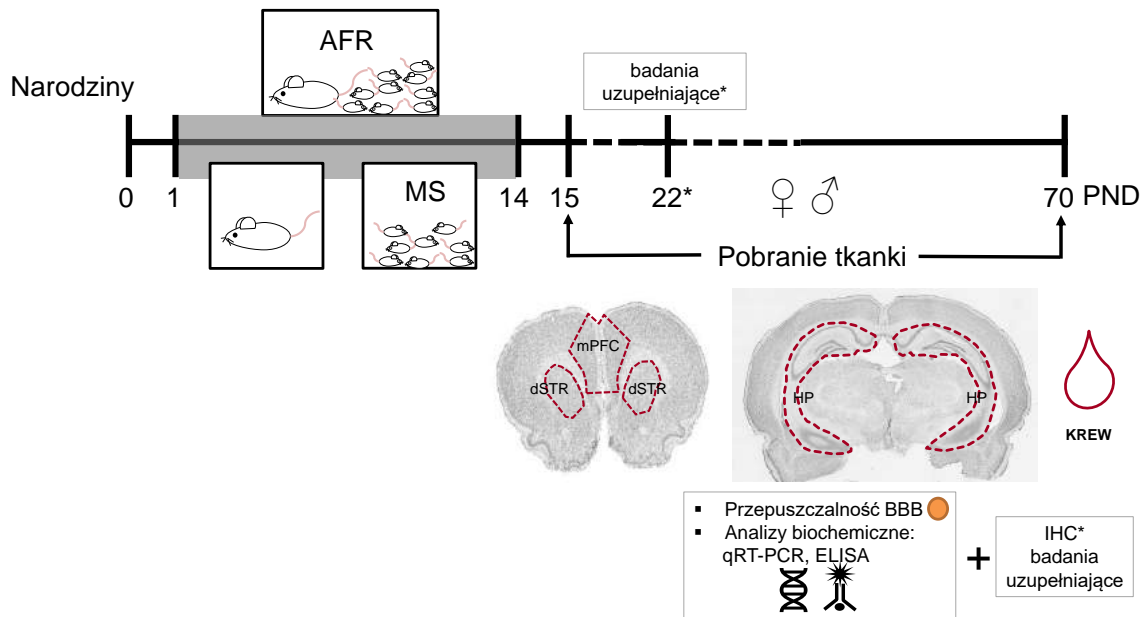 AFR
badania
uzupełniające*
Narodziny
MS
0
1
14
15
22*
♀ ♂
70 PND
Pobranie tkanki
mPFC
dSTR
dSTR
HP
HP
KREW
▪ Przepuszczalność BBB
▪ Analizy biochemiczne:
qRT-PCR, ELISA
+
IHC*
badania
uzupełniające